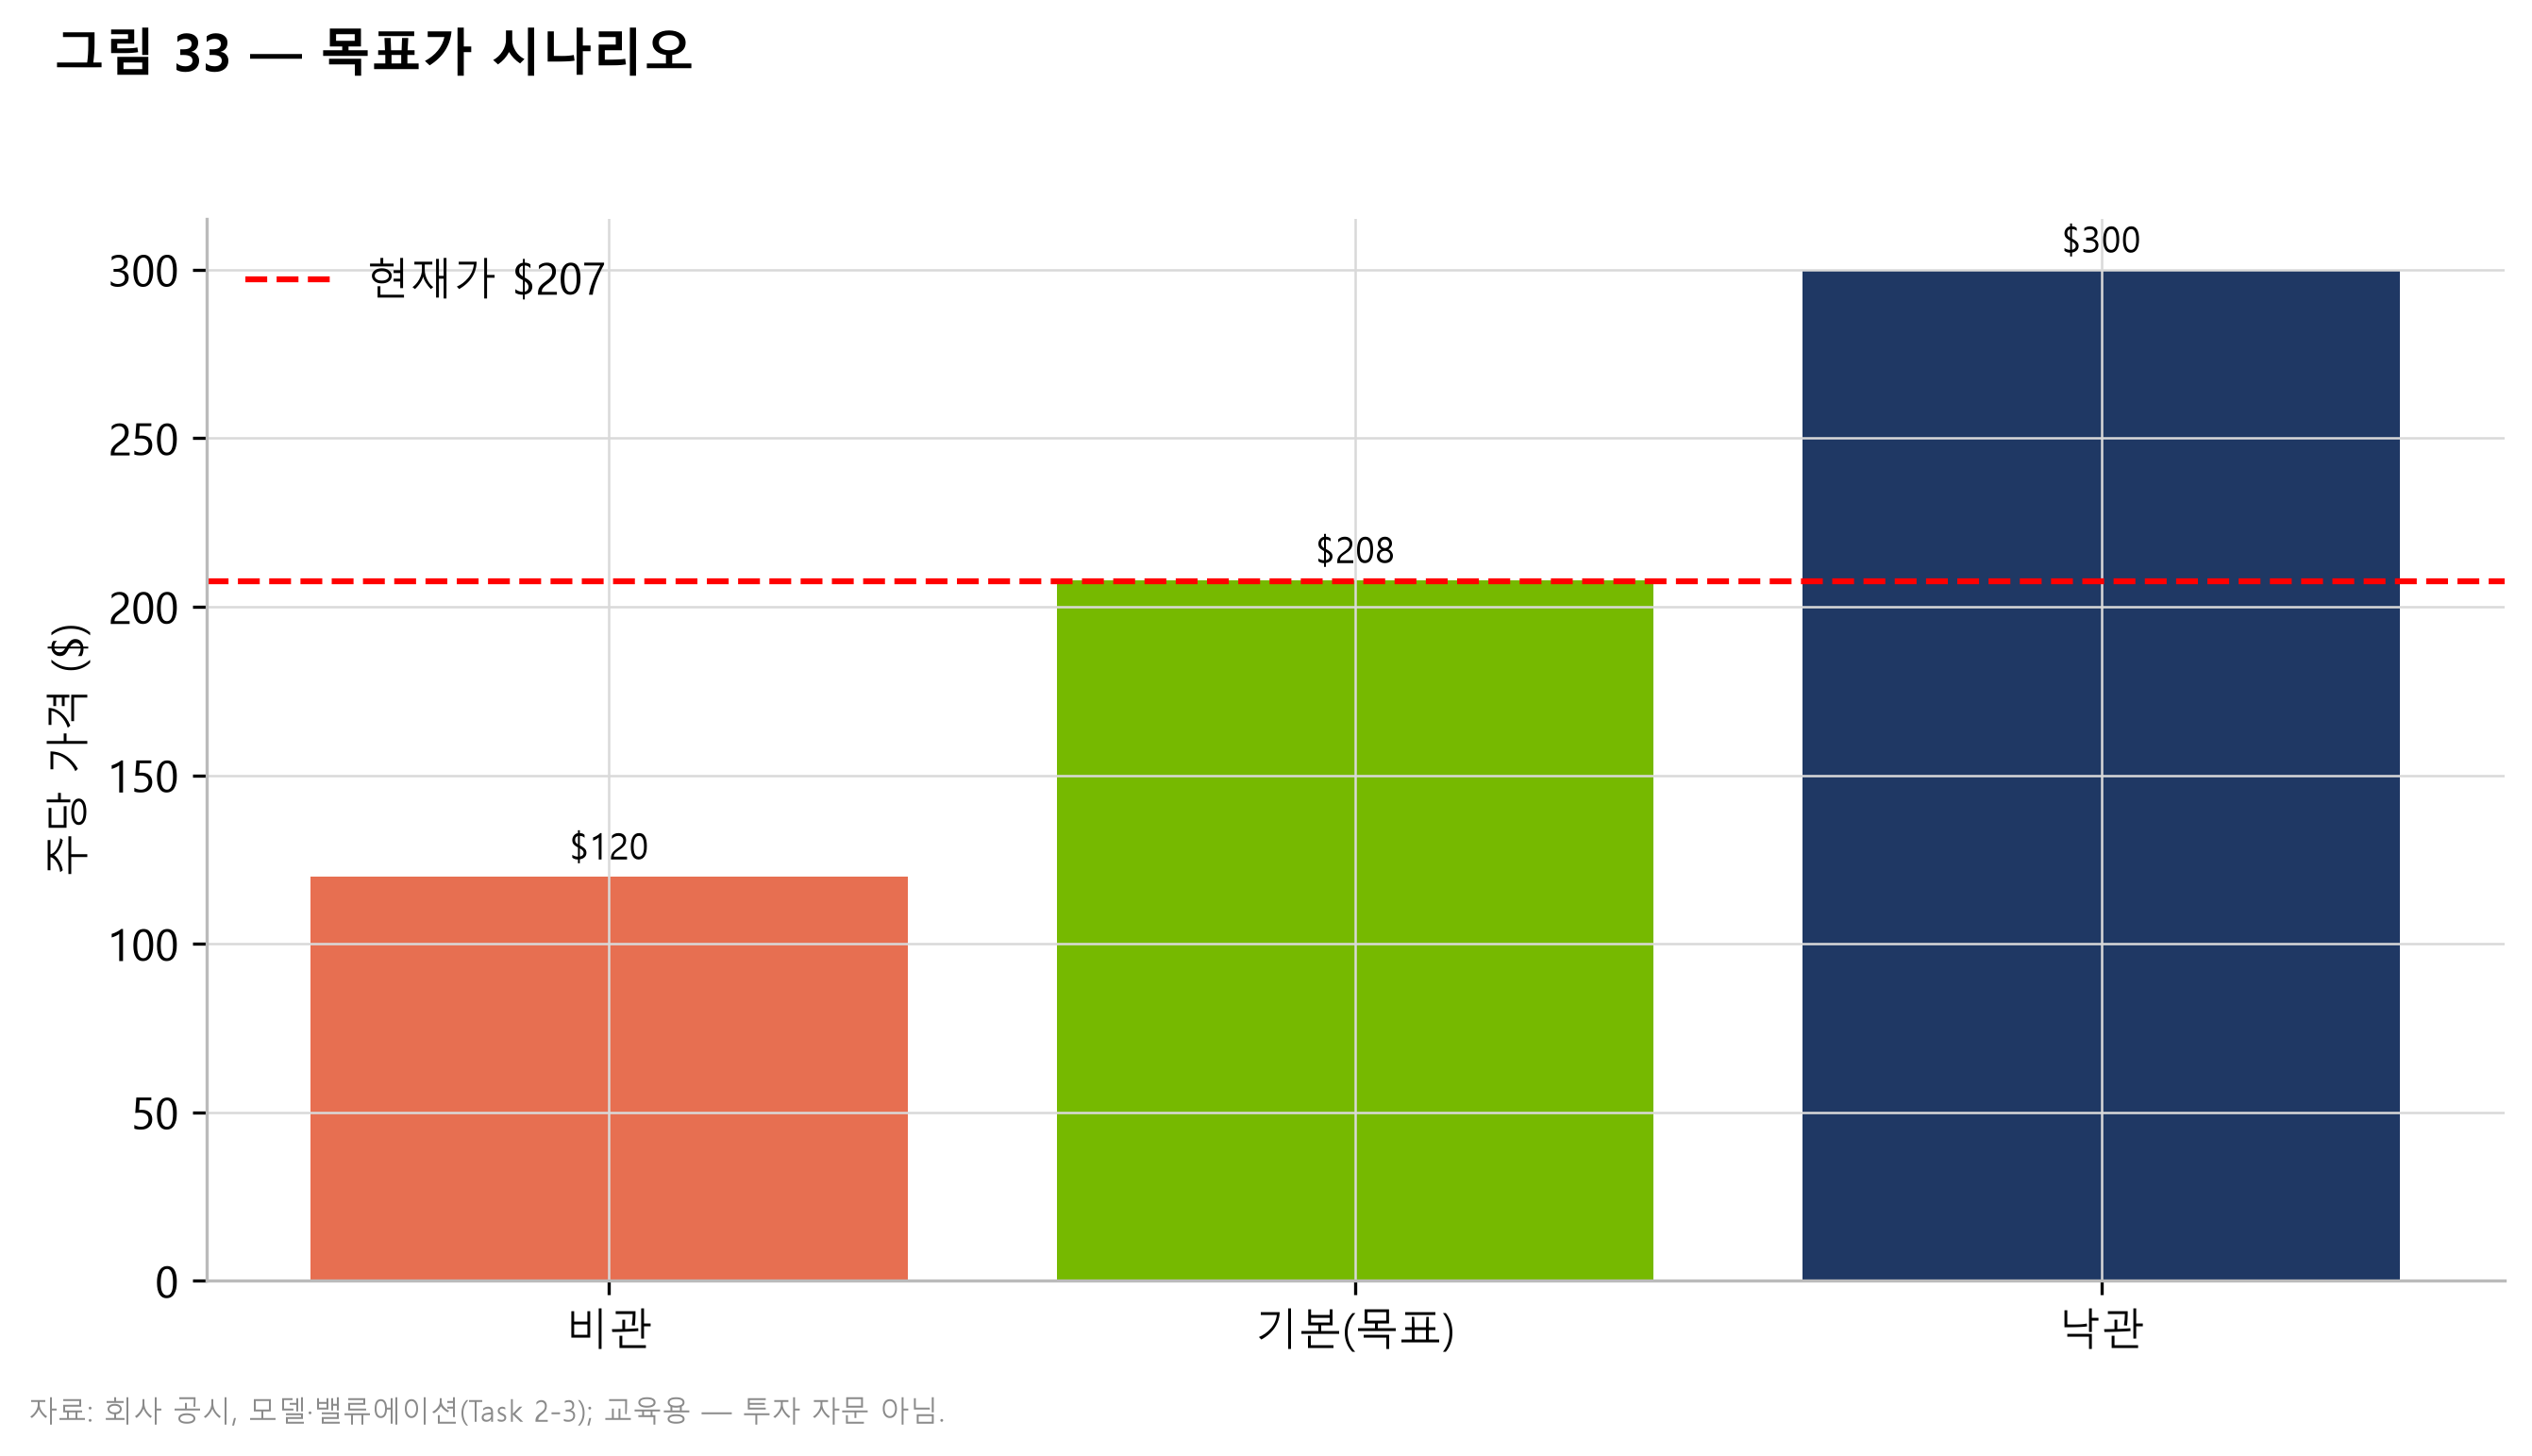 그림 33 — 목표가 시나리오
현재가 $207
주당 가격 ($)
300
250
200
150
100
50
0
$120
$208
$300
비관
기본(목표)
낙관
자료: 회사 공시, 모델·밸류에이션(Task 2-3); 교육용 — 투자 자문 아님.